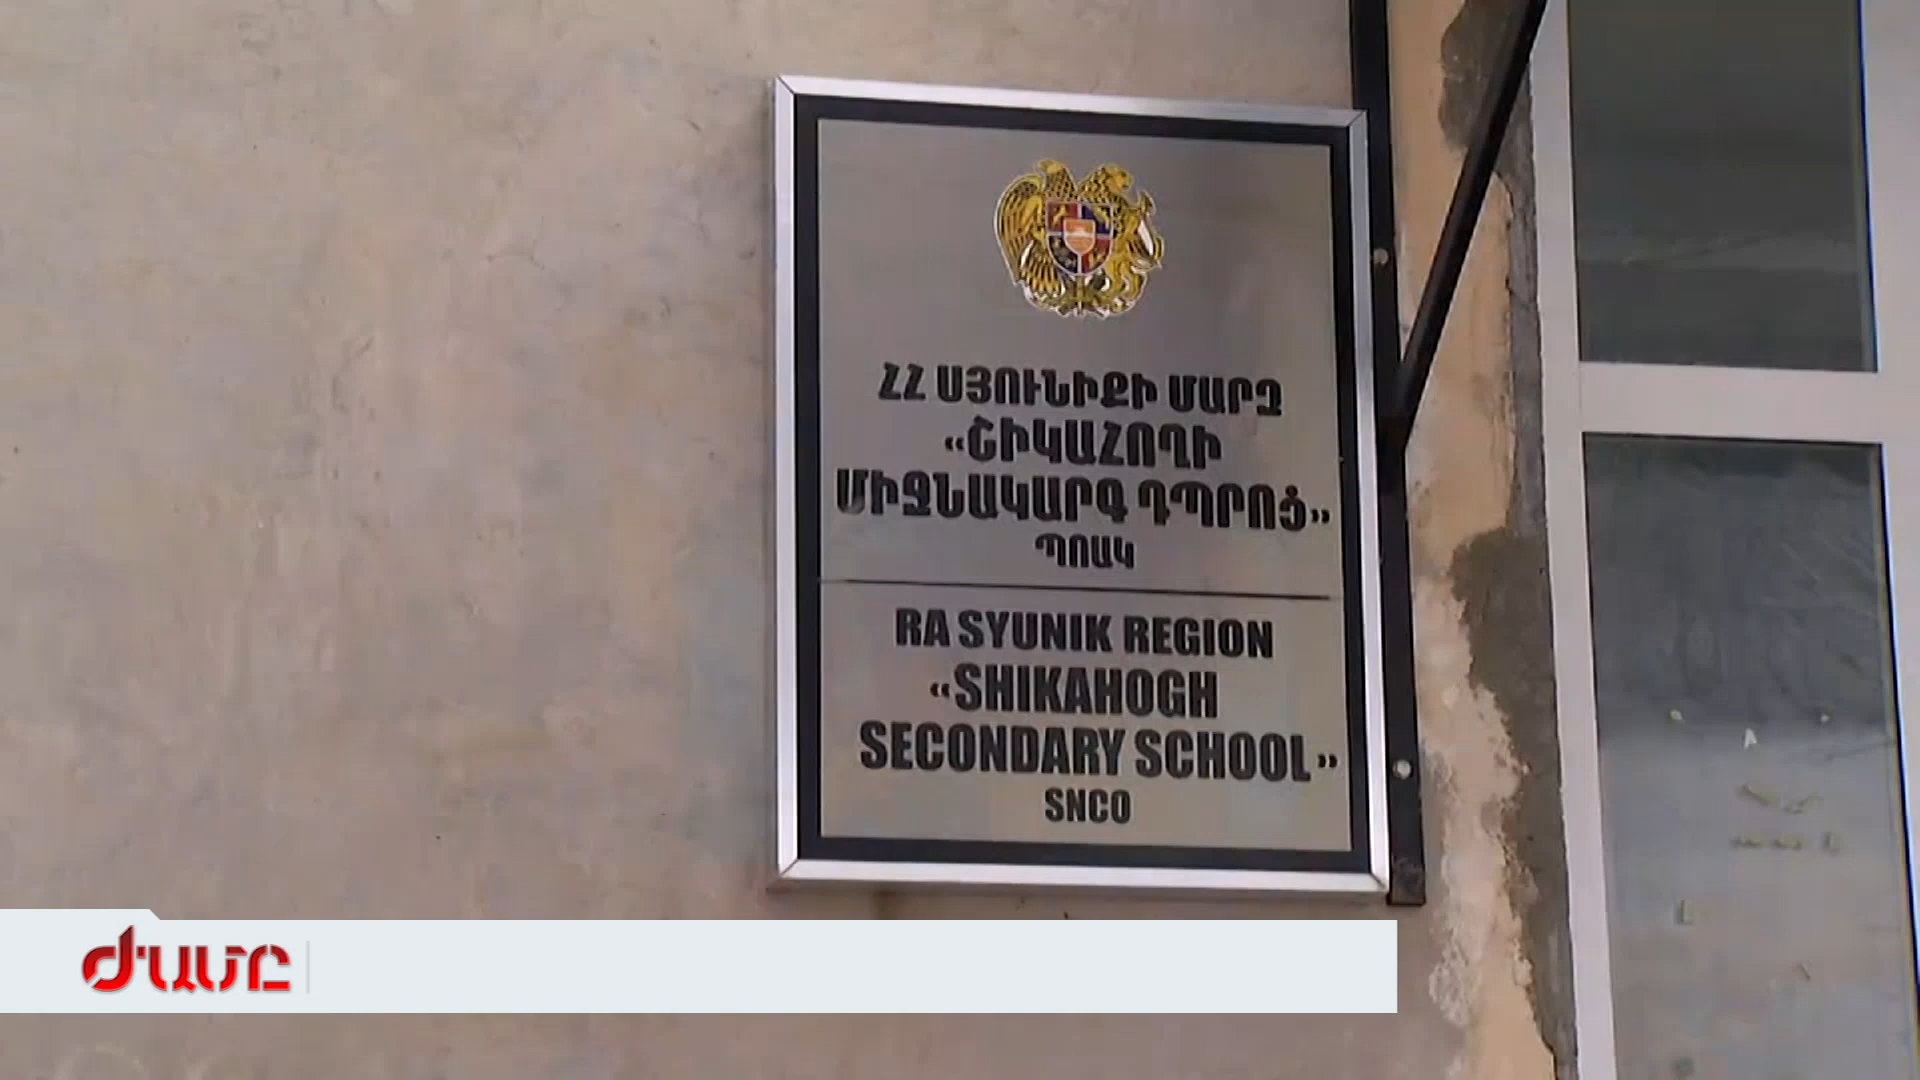 ՀՀ ՍՅՈՒՆԻՔԻ ՄԱՐԶ
«ՇԻԿԱՀՈՂԻ
ՄԻՋՆԱԿԱՐԳ ԴՊՐՈՑ»
ՊՈԱԿ
RA SYUNIK REGION
«SHIKAHOGH
SECONDARY SCHOOL»
SNCO
ԺԱՄԸ